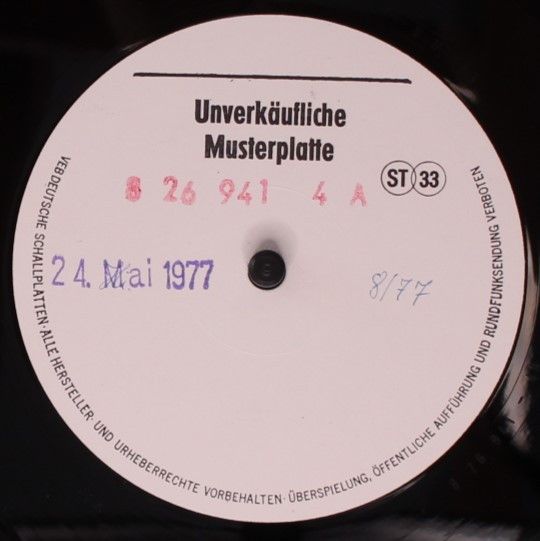 Unverkäufliche
Musterplatte
ST 33
8 26 941 4 A
24. Mai 1977
8/77
VEB DEUTSCHE SCHALLPLATTEN · ALLE HERSTELLER- UND URHEBERRECHTE VORBEHALTEN · ÜBERSPIELUNG, ÖFFENTLICHE AUFFÜHRUNG UND RUNDFUNKSENDUNG VERBOTEN